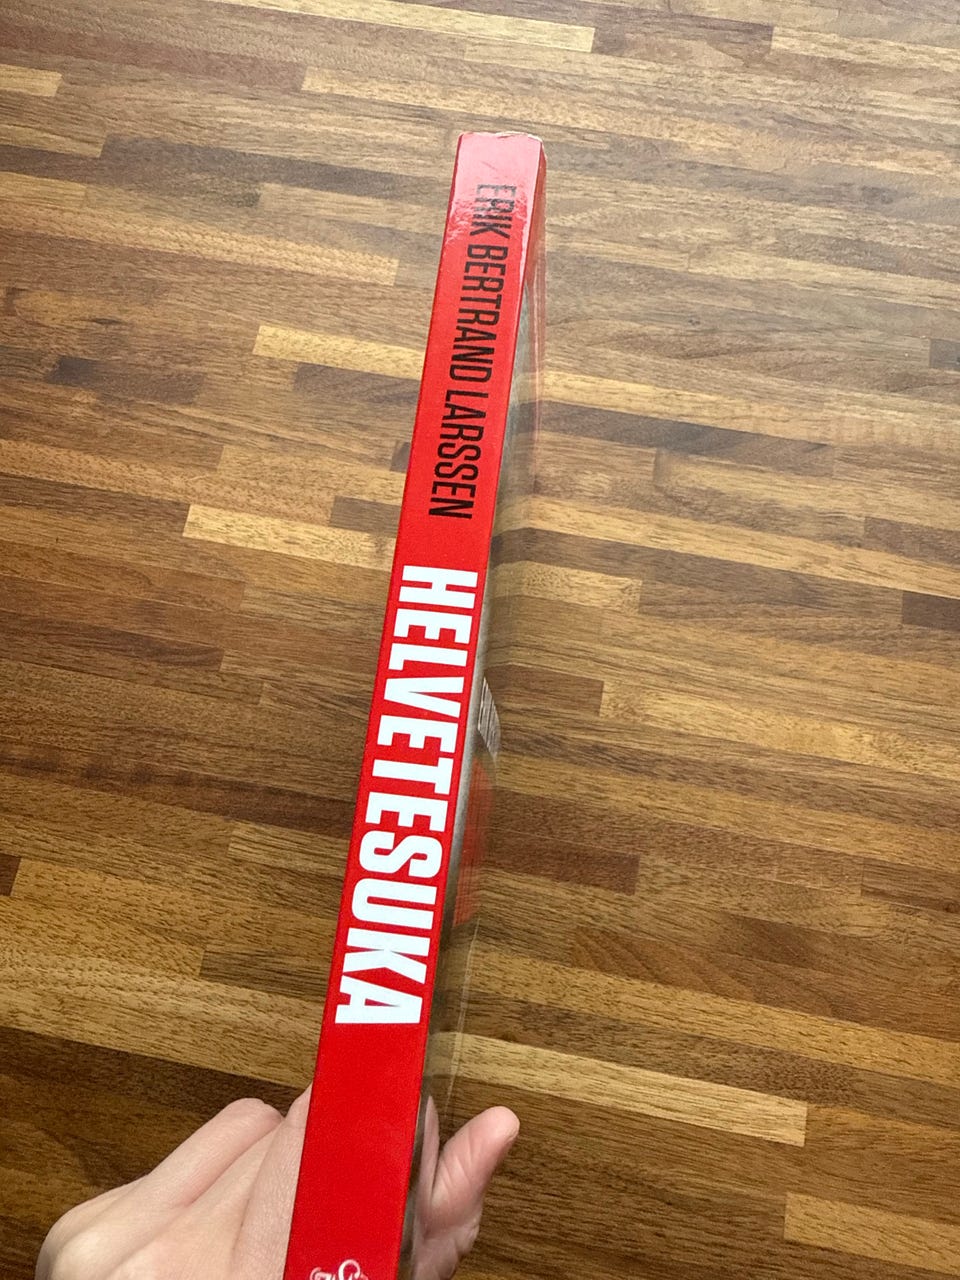 ERIK BERTRAND LARSSEN
HELVETESUKA